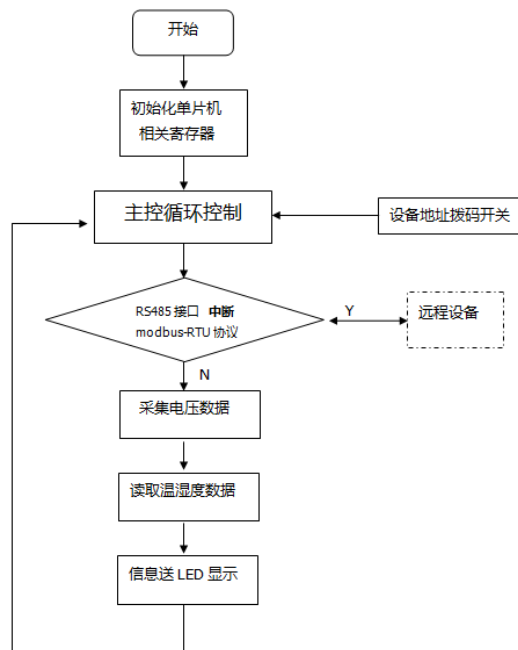 开始
初始化单片机
相关寄存器
主控循环控制
设备地址拨码开关
RS485 接口 中断
modbus-RTU 协议
Y
远程设备
N
采集电压数据
读取温湿度数据
信息送 LED 显示